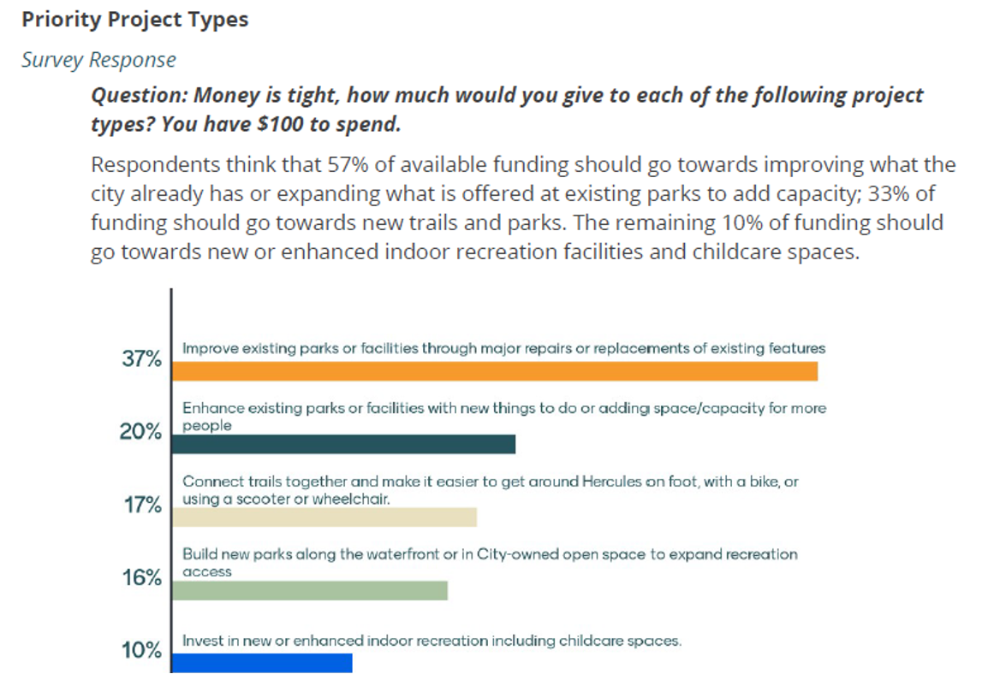 Priority Project Types
Survey Response
Question: Money is tight, how much would you give to each of the following project
types? You have $100 to spend.
Respondents think that 57% of available funding should go towards improving what the
city already has or expanding what is offered at existing parks to add capacity; 33% of
funding should go towards new trails and parks. The remaining 10% of funding should
go towards new or enhanced indoor recreation facilities and childcare spaces.
37%
Improve existing parks or facilities through major repairs or replacements of existing features
20%
Enhance existing parks or facilities with new things to do or adding space/capacity for more
people
17%
Connect trails together and make it easier to get around Hercules on foot, with a bike, or
using a scooter or wheelchair.
16%
Build new parks along the waterfront or in City-owned open space to expand recreation
access
10%
Invest in new or enhanced indoor recreation including childcare spaces.